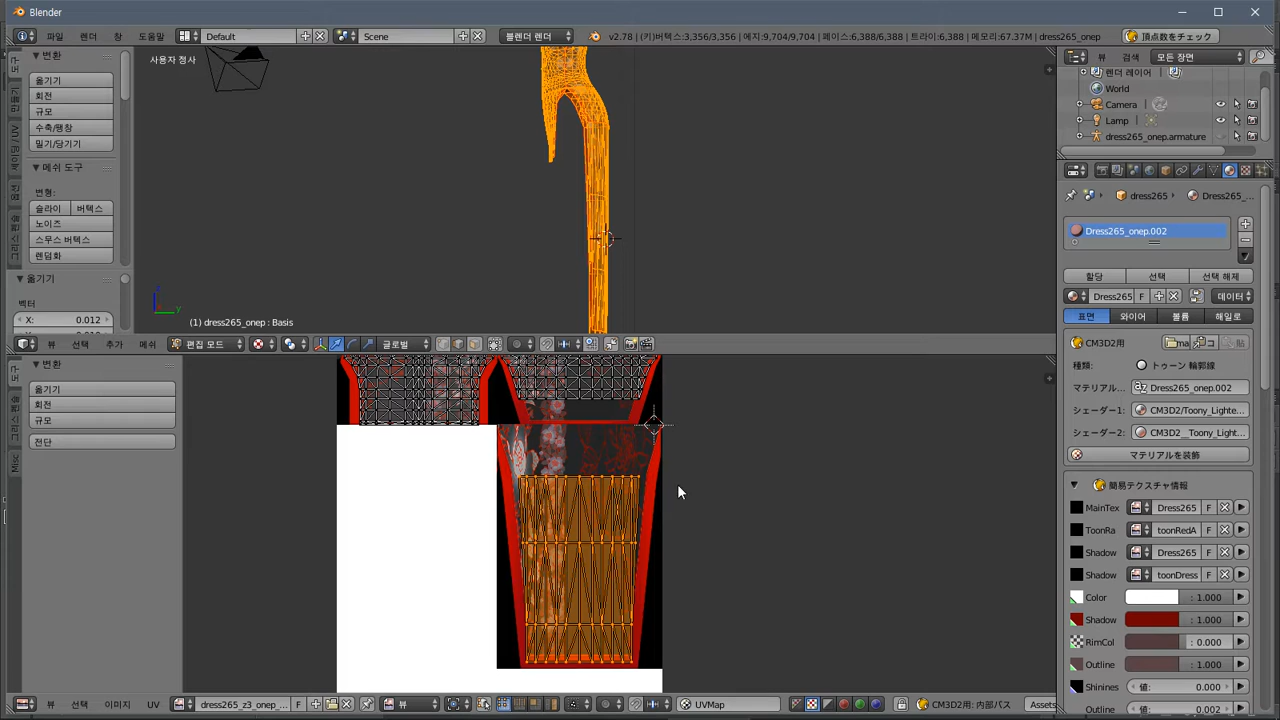 Blender
파일 렌더 창 도움말 Default Scene 블렌더 렌더 v2.78 | (키)버텍스:3,356/3,356 | 에지:9,704/9,704 | 페이스:6,388/6,388 | 트라이:6,388 | 메모리:67.37M | dress265_onep 頂点数をチェック
변환
옮기기
회전
규모
수축/팽창
밀기/당기기
메쉬 도구
변형:
슬라이 버텍스
노이즈
스무스 버텍스
랜덤화
옮기기
벡터
X: 0.012
사용자 정사
(1) dress265_onep : Basis
뷰 선택 추가 메쉬 편집 모드 글로벌
변환
옮기기
회전
규모
전단
Misc
뷰 선택 이미지 UV dress265_z3_onep_... F 뷰 UVMap CM3D2用: 内部パス Assets
뷰 검색 모든 장면
렌더 레이어
World
Camera
Lamp
dress265_onep.armature
dress265 Dress265_...
Dress265_onep.002
할당 선택 선택 해제
Dress265 F 데이터
표면 와이어 볼륨 해일로
CM3D2用
種類: トゥーン 輪郭線
マテリアル... Dress265_onep.002
シェーダー1: CM3D2/Toony_Lighte...
シェーダー2: CM3D2__Toony_Light...
マテリアルを装飾
簡易テクスチャ情報
MainTex Dress265 F
ToonRa toonRedA F
Shadow Dress265 F
Shadow toonDress F
Color : 1.000
Shadow : 1.000
RimCol : 0.000
Outline : 1.000
Shinines 値: 0.000
Outline 値: 0.002